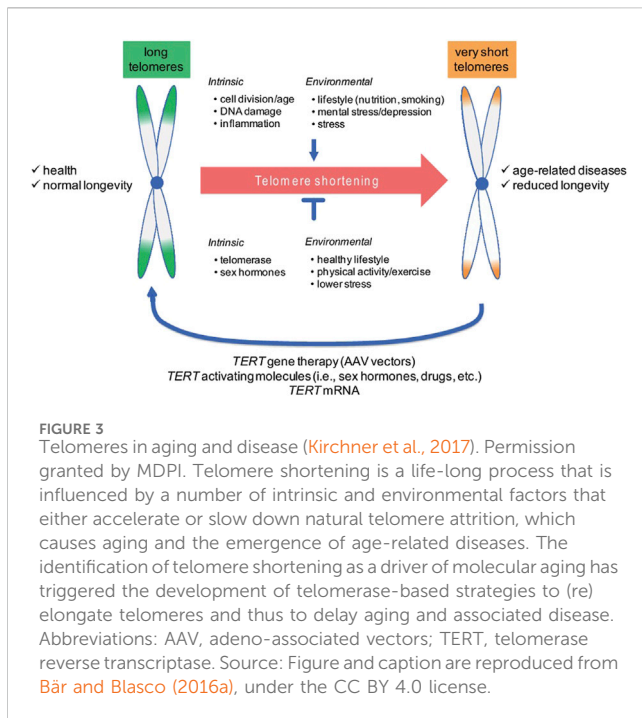 long
telomeres
very short
telomeres
Intrinsic
• cell division/age
• DNA damage
• inflammation
Environmental
• lifestyle (nutrition, smoking)
• mental stress/depression
• stress
✓ health
✓ normal longevity
Telomere shortening
✓ age-related diseases
✓ reduced longevity
Intrinsic
• telomerase
• sex hormones
Environmental
• healthy lifestyle
• physical activity/exercise
• lower stress
TERT gene therapy (AAV vectors)
TERT activating molecules (i.e., sex hormones, drugs, etc.)
TERT mRNA
FIGURE 3
Telomeres in aging and disease (Kirchner et al., 2017). Permission
granted by MDPI. Telomere shortening is a life-long process that is
influenced by a number of intrinsic and environmental factors that
either accelerate or slow down natural telomere attrition, which
causes aging and the emergence of age-related diseases. The
identification of telomere shortening as a driver of molecular aging has
triggered the development of telomerase-based strategies to (re)
elongate telomeres and thus to delay aging and associated disease.
Abbreviations: AAV, adeno-associated vectors; TERT, telomerase
reverse transcriptase. Source: Figure and caption are reproduced from
Bär and Blasco (2016a), under the CC BY 4.0 license.